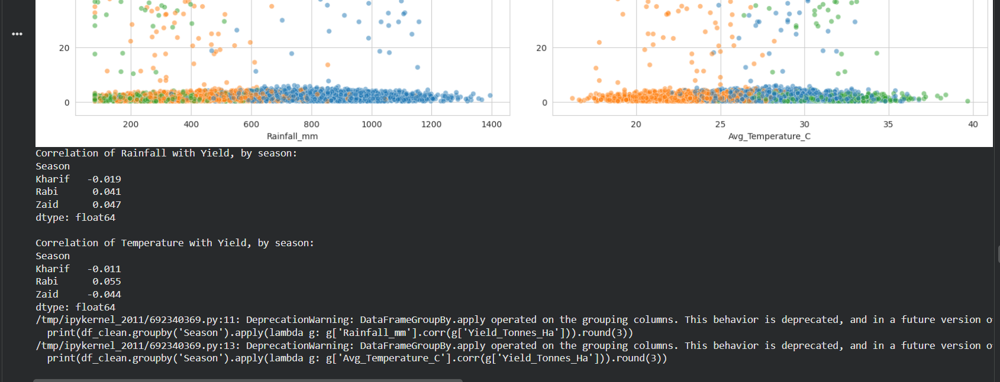 20
20
0
0
200 400 600 800 1000 1200 1400
20 25 30 35 40
Rainfall_mm
Avg_Temperature_C
Correlation of Rainfall with Yield, by season:
Season
Kharif   -0.019
Rabi      0.041
Zaid      0.047
dtype: float64
Correlation of Temperature with Yield, by season:
Season
Kharif   -0.011
Rabi      0.055
Zaid     -0.044
dtype: float64
/tmp/ipykernel_2011/692340369.py:11: DeprecationWarning: DataFrameGroupBy.apply operated on the grouping columns. This behavior is deprecated, and in a future version o
  print(df_clean.groupby('Season').apply(lambda g: g['Rainfall_mm'].corr(g['Yield_Tonnes_Ha'])).round(3))
/tmp/ipykernel_2011/692340369.py:13: DeprecationWarning: DataFrameGroupBy.apply operated on the grouping columns. This behavior is deprecated, and in a future version o
  print(df_clean.groupby('Season').apply(lambda g: g['Avg_Temperature_C'].corr(g['Yield_Tonnes_Ha'])).round(3))